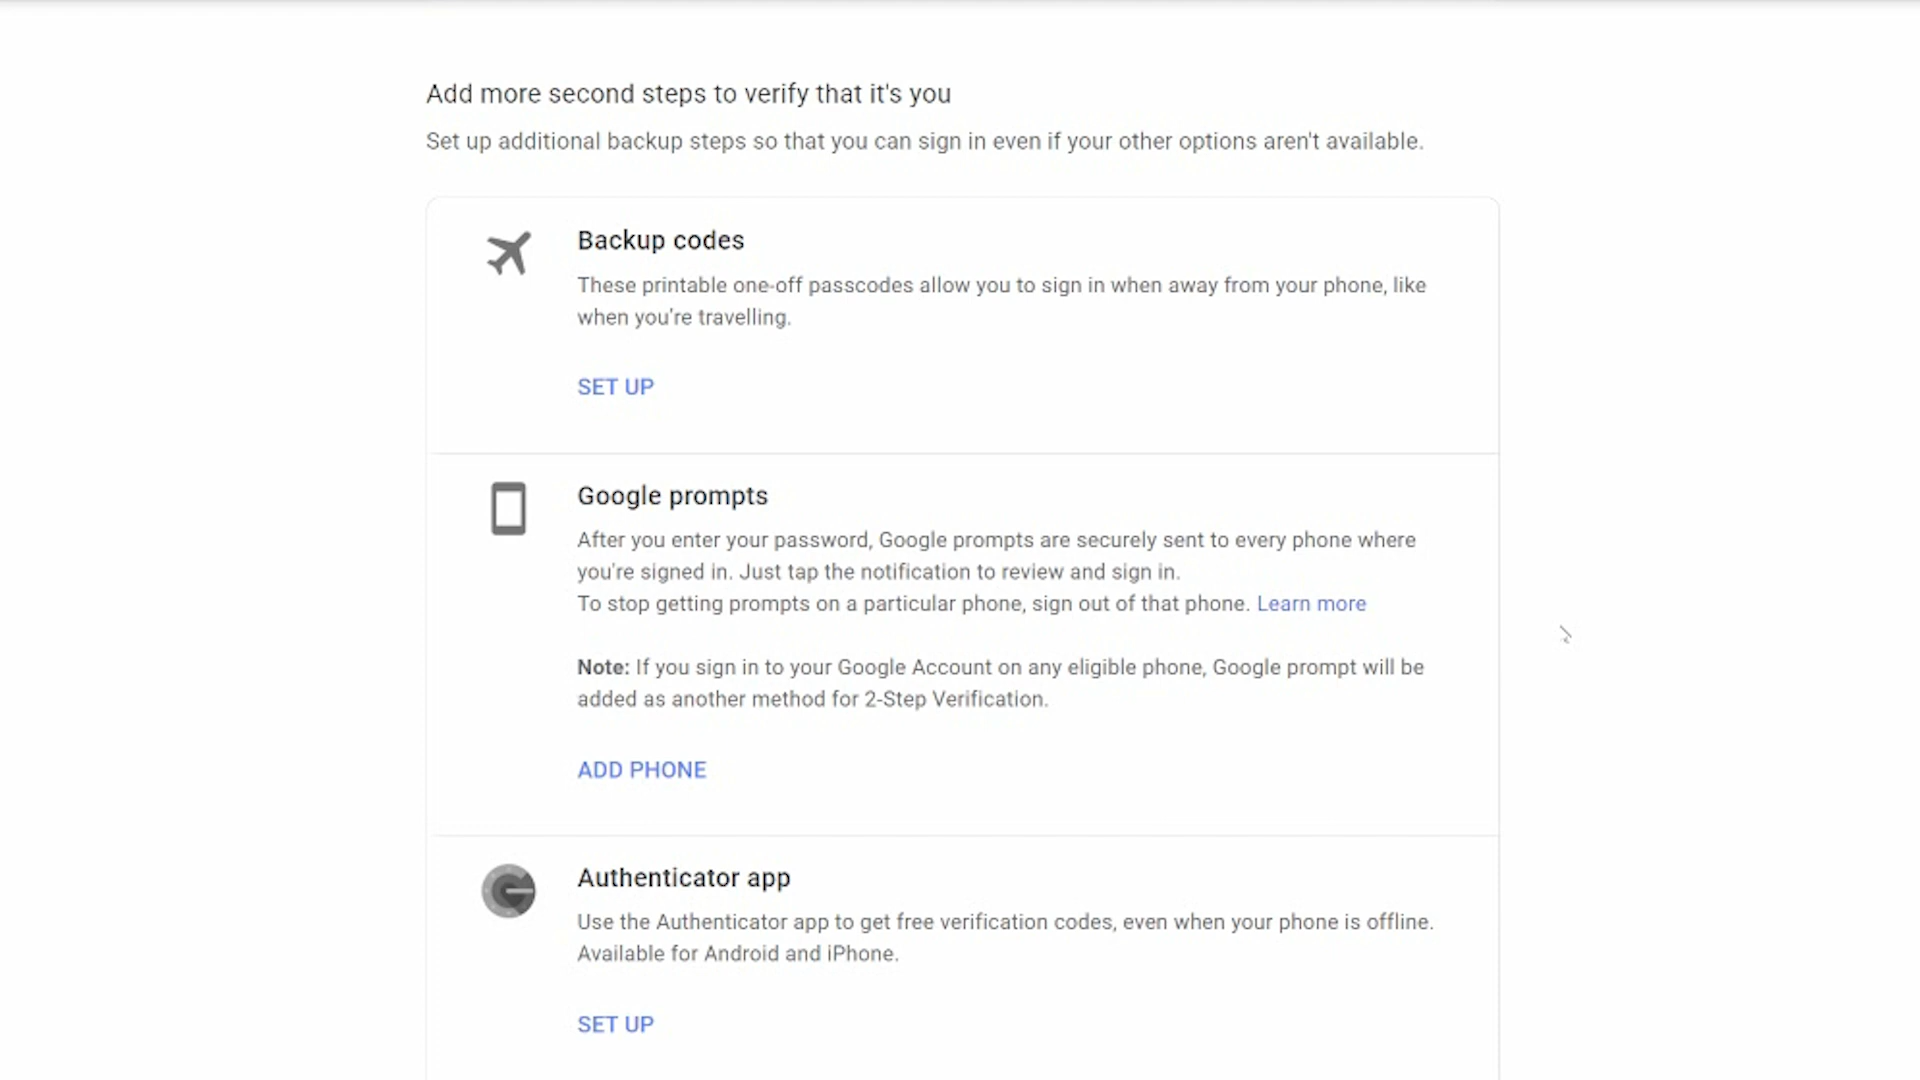 Add more second steps to verify that it's you
Set up additional backup steps so that you can sign in even if your other options aren't available.
Backup codes
These printable one-off passcodes allow you to sign in when away from your phone, like
when you're travelling.
SET UP
Google prompts
After you enter your password, Google prompts are securely sent to every phone where
you're signed in. Just tap the notification to review and sign in.
To stop getting prompts on a particular phone, sign out of that phone. Learn more
Note: If you sign in to your Google Account on any eligible phone, Google prompt will be
added as another method for 2-Step Verification.
ADD PHONE
Authenticator app
Use the Authenticator app to get free verification codes, even when your phone is offline.
Available for Android and iPhone.
SET UP